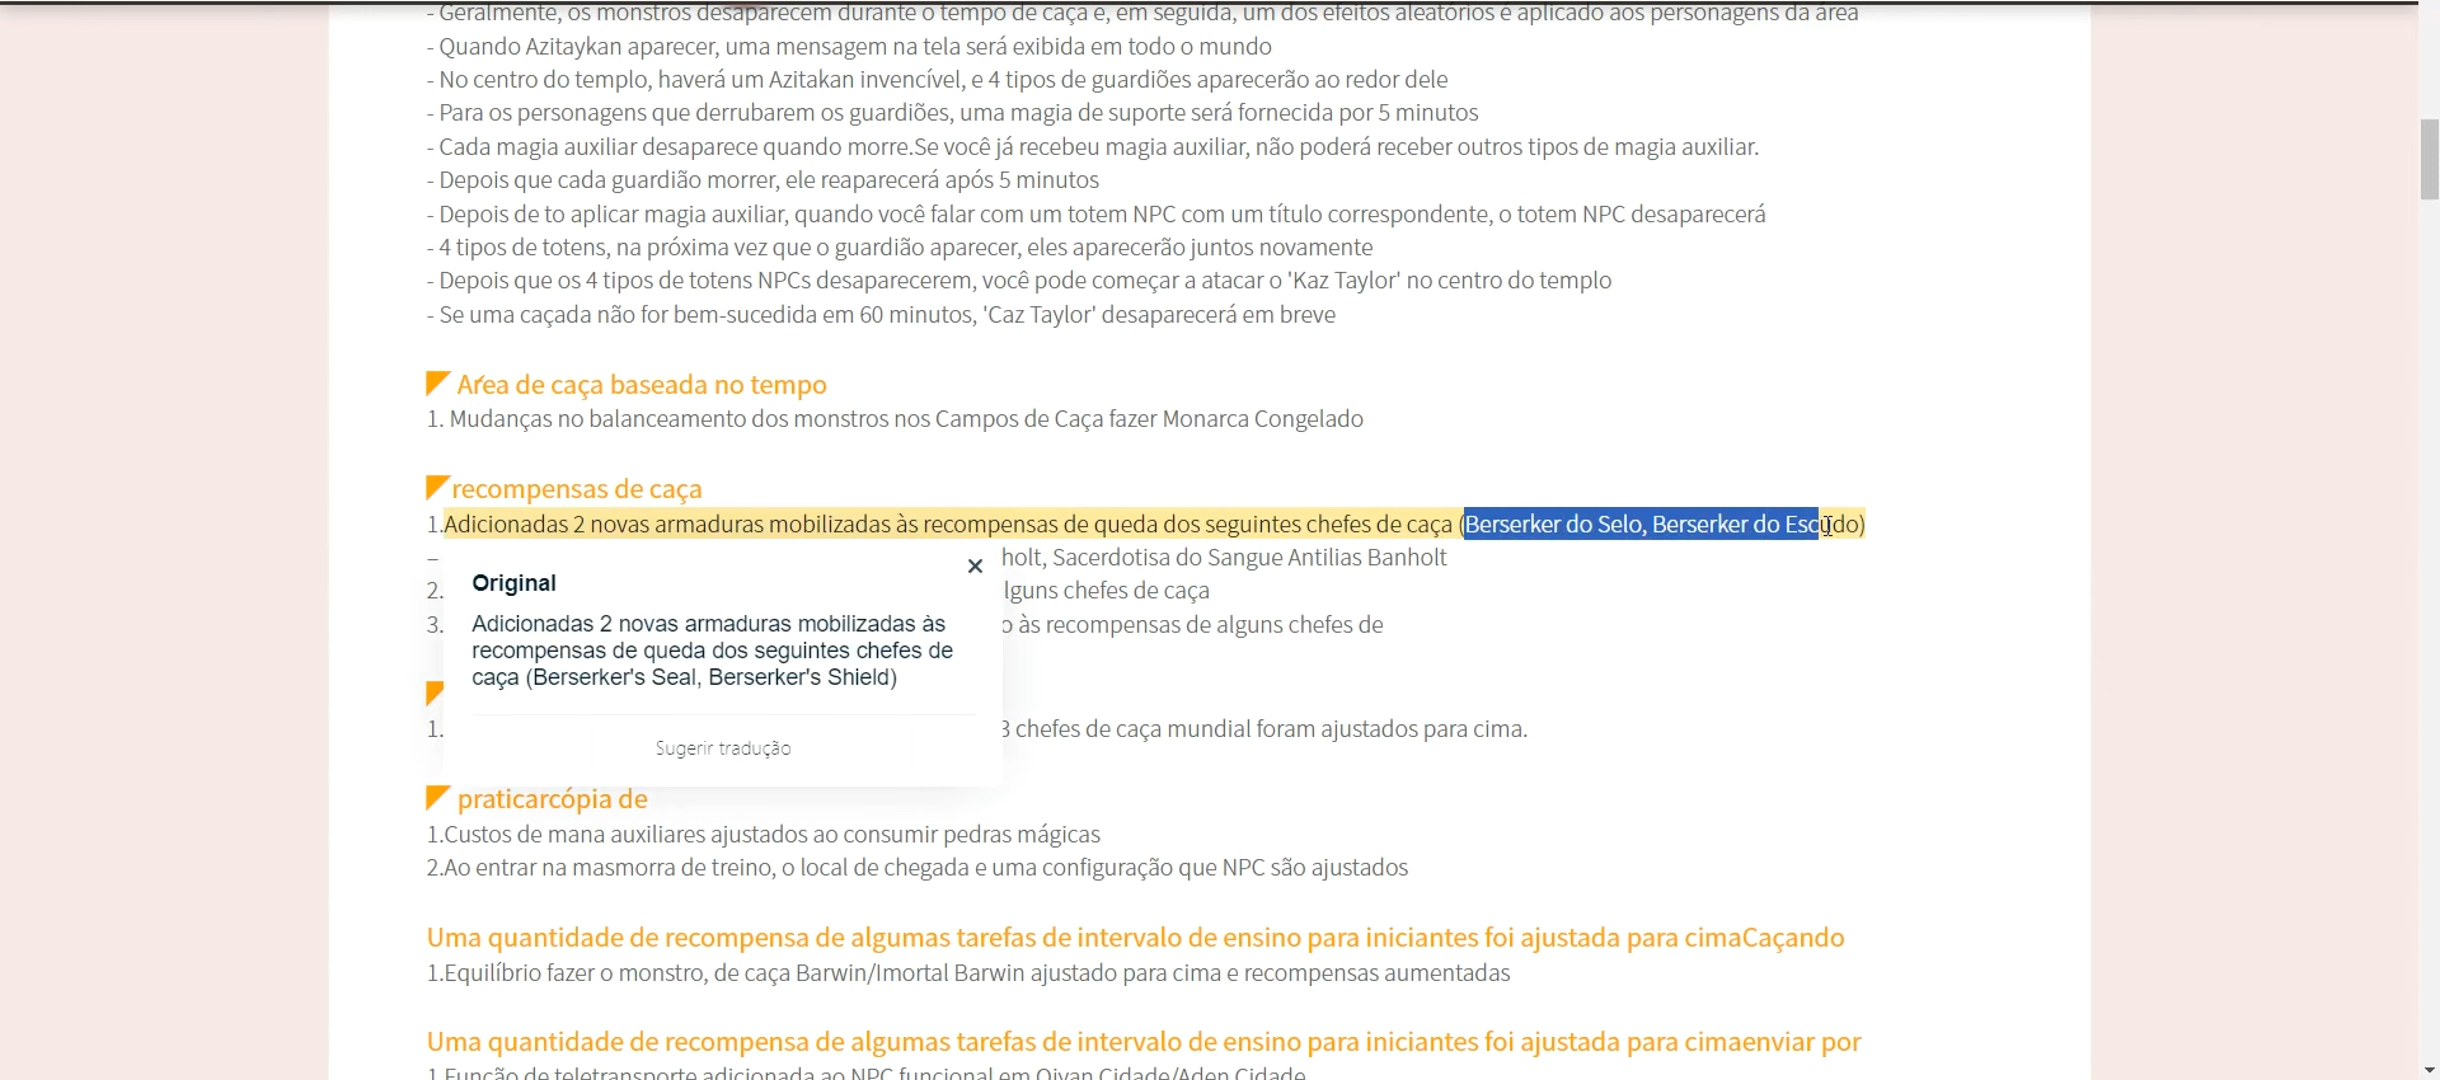 - Geralmente, os monstros desaparecem durante o tempo de caça e, em seguida, um dos efeitos aleatórios é aplicado aos personagens da área
- Quando Azitaykan aparecer, uma mensagem na tela será exibida em todo o mundo
- No centro do templo, haverá um Azitakan invencível, e 4 tipos de guardiões aparecerão ao redor dele
- Para os personagens que derrubarem os guardiões, uma magia de suporte será fornecida por 5 minutos
- Cada magia auxiliar desaparece quando morre.Se você já recebeu magia auxiliar, não poderá receber outros tipos de magia auxiliar.
- Depois que cada guardião morrer, ele reaparecerá após 5 minutos
- Depois de to aplicar magia auxiliar, quando você falar com um totem NPC com um título correspondente, o totem NPC desaparecerá
- 4 tipos de totens, na próxima vez que o guardião aparecer, eles aparecerão juntos novamente
- Depois que os 4 tipos de totens NPCs desaparecerem, você pode começar a atacar o 'Kaz Taylor' no centro do templo
- Se uma caçada não for bem-sucedida em 60 minutos, 'Caz Taylor' desaparecerá em breve
Área de caça baseada no tempo
1. Mudanças no balanceamento dos monstros nos Campos de Caça fazer Monarca Congelado
recompensas de caça
1.Adicionadas 2 novas armaduras mobilizadas às recompensas de queda dos seguintes chefes de caça (Berserker do Selo, Berserker do Escudo)
– holt, Sacerdotisa do Sangue Antilias Banholt
2. lguns chefes de caça
3. o às recompensas de alguns chefes de
1. 3 chefes de caça mundial foram ajustados para cima.
Original
Adicionadas 2 novas armaduras mobilizadas às
recompensas de queda dos seguintes chefes de
caça (Berserker's Seal, Berserker's Shield)
Sugerir tradução
praticarcópia de
1.Custos de mana auxiliares ajustados ao consumir pedras mágicas
2.Ao entrar na masmorra de treino, o local de chegada e uma configuração que NPC são ajustados
Uma quantidade de recompensa de algumas tarefas de intervalo de ensino para iniciantes foi ajustada para cimaCaçando
1.Equilíbrio fazer o monstro, de caça Barwin/Imortal Barwin ajustado para cima e recompensas aumentadas
Uma quantidade de recompensa de algumas tarefas de intervalo de ensino para iniciantes foi ajustada para cimaenviar por
1.Função de teletransporte adicionada ao NPC funcional em Oivan Cidade/Aden Cidade